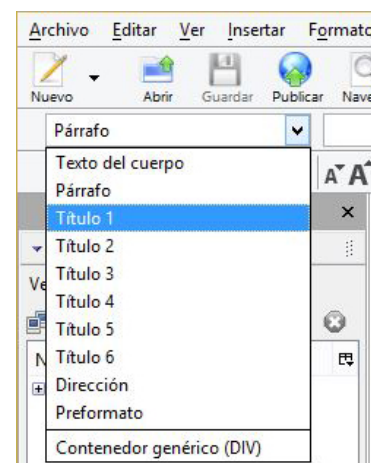 Archivo Editar Ver Insertar Formato
Nuevo Abrir Guardar Publicar
Párrafo
Texto del cuerpo
Párrafo
Título 1
Título 2
Título 3
Título 4
Título 5
Título 6
Dirección
Preformato
Contenedor genérico (DIV)